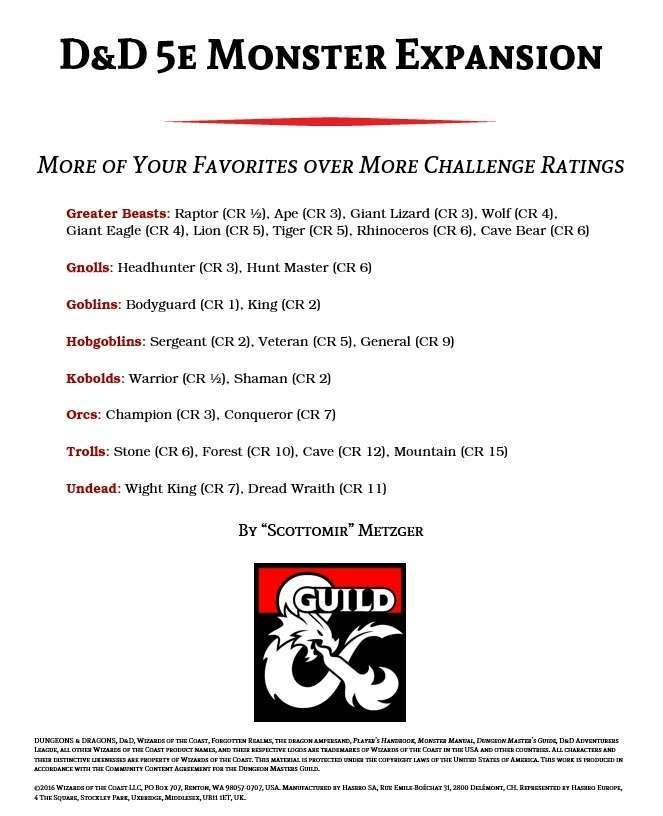 D&D 5e Monster Expansion
More of Your Favorites over More Challenge Ratings
Greater Beasts: Raptor (CR ½), Ape (CR 3), Giant Lizard (CR 3), Wolf (CR 4),
Giant Eagle (CR 4), Lion (CR 5), Tiger (CR 5), Rhinoceros (CR 6), Cave Bear (CR 6)
Gnolls: Headhunter (CR 3), Hunt Master (CR 6)
Goblins: Bodyguard (CR 1), King (CR 2)
Hobgoblins: Sergeant (CR 2), Veteran (CR 5), General (CR 9)
Kobolds: Warrior (CR ½), Shaman (CR 2)
Orcs: Champion (CR 3), Conqueror (CR 7)
Trolls: Stone (CR 6), Forest (CR 10), Cave (CR 12), Mountain (CR 15)
Undead: Wight King (CR 7), Dread Wraith (CR 11)
By “Scottomir” Metzger
GUILD
DUNGEONS & DRAGONS, D&D, Wizards of the Coast, Forgotten Realms, the dragon ampersand, Player's Handbook, Monster Manual, Dungeon Master's Guide, D&D Adventurers
League, all other Wizards of the Coast product names, and their respective logos are trademarks of Wizards of the Coast in the USA and other countries. All characters and
their distinctive likenesses are property of Wizards of the Coast. This material is protected under the copyright laws of the United States of America. This work is produced in
accordance with the Community Content Agreement for the Dungeon Masters Guild.
©2016 Wizards of the Coast LLC, PO Box 707, Renton, WA 98057-0707, USA. Manufactured by Hasbro SA, Rue Emile-Boéchat 31, 2800 Delémont, CH. Represented by Hasbro Europe,
4 The Square, Stockley Park, Uxbridge, Middlesex, UB11 1ET, UK.